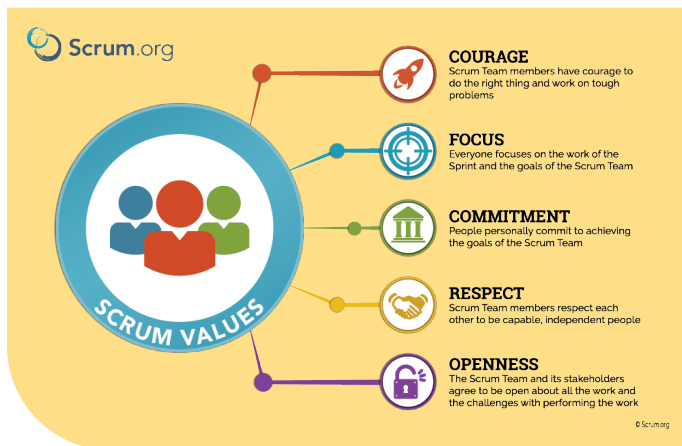 Scrum.org
COURAGE
Scrum Team members have courage to
do the right thing and work on tough
problems
FOCUS
Everyone focuses on the work of the
Sprint and the goals of the Scrum Team
COMMITMENT
People personally commit to achieving
the goals of the Scrum Team
RESPECT
Scrum Team members respect each
other to be capable, independent people
SCRUM VALUES
OPENNESS
The Scrum Team and its stakeholders
agree to be open about all the work and
the challenges with performing the work
© Scrum.org